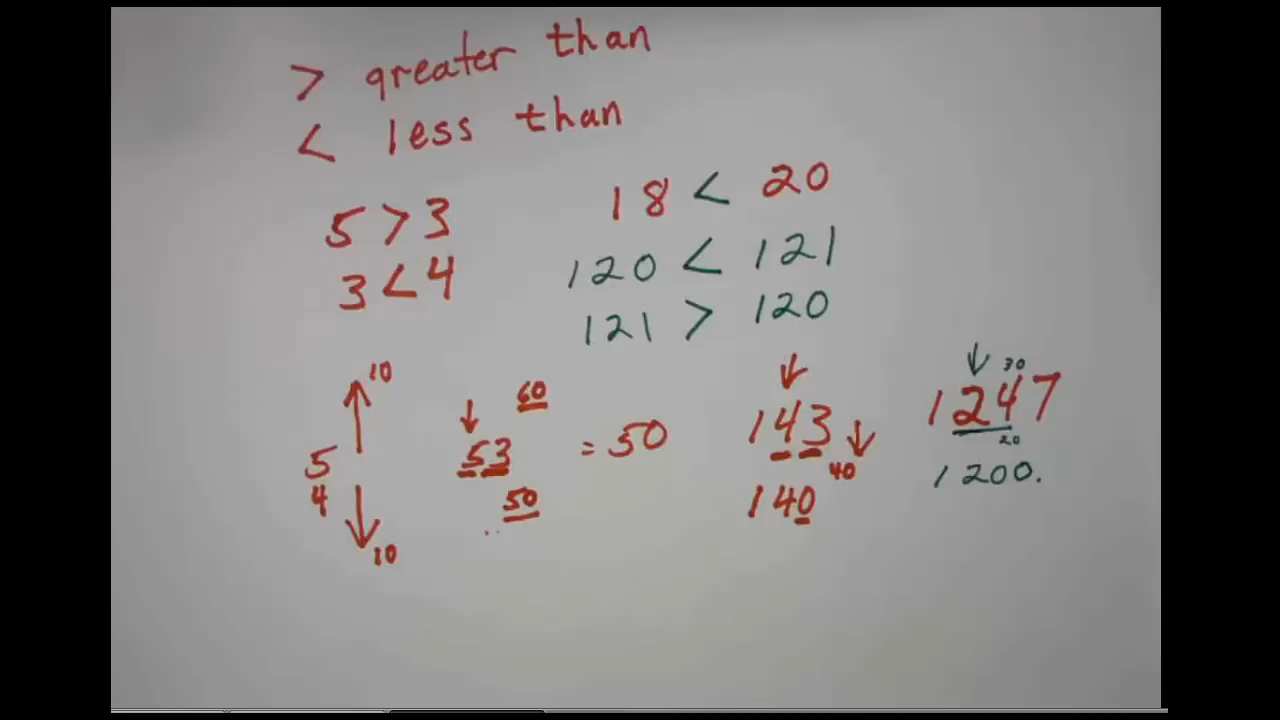 > greater than
< less than
5 > 3
3 < 4
18 < 20
120 < 121
121 > 120
10
5
4
10
60
53 = 50
50
143
40
140
30
1247
20
1200.